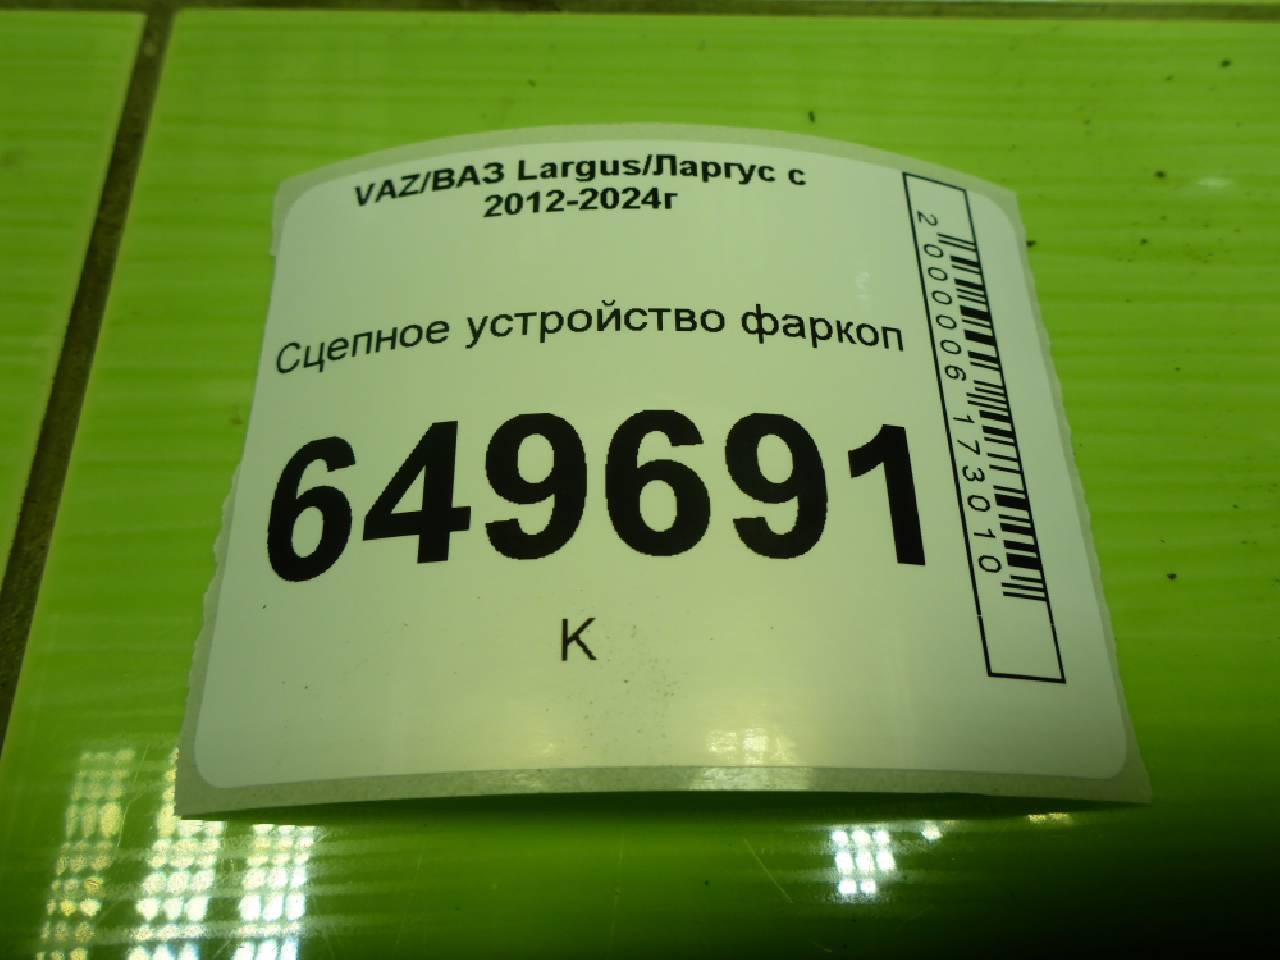 VAZ/ВАЗ Largus/Ларгус с
2012-2024г
Сцепное устройство фаркоп
649691
К
2000006173010